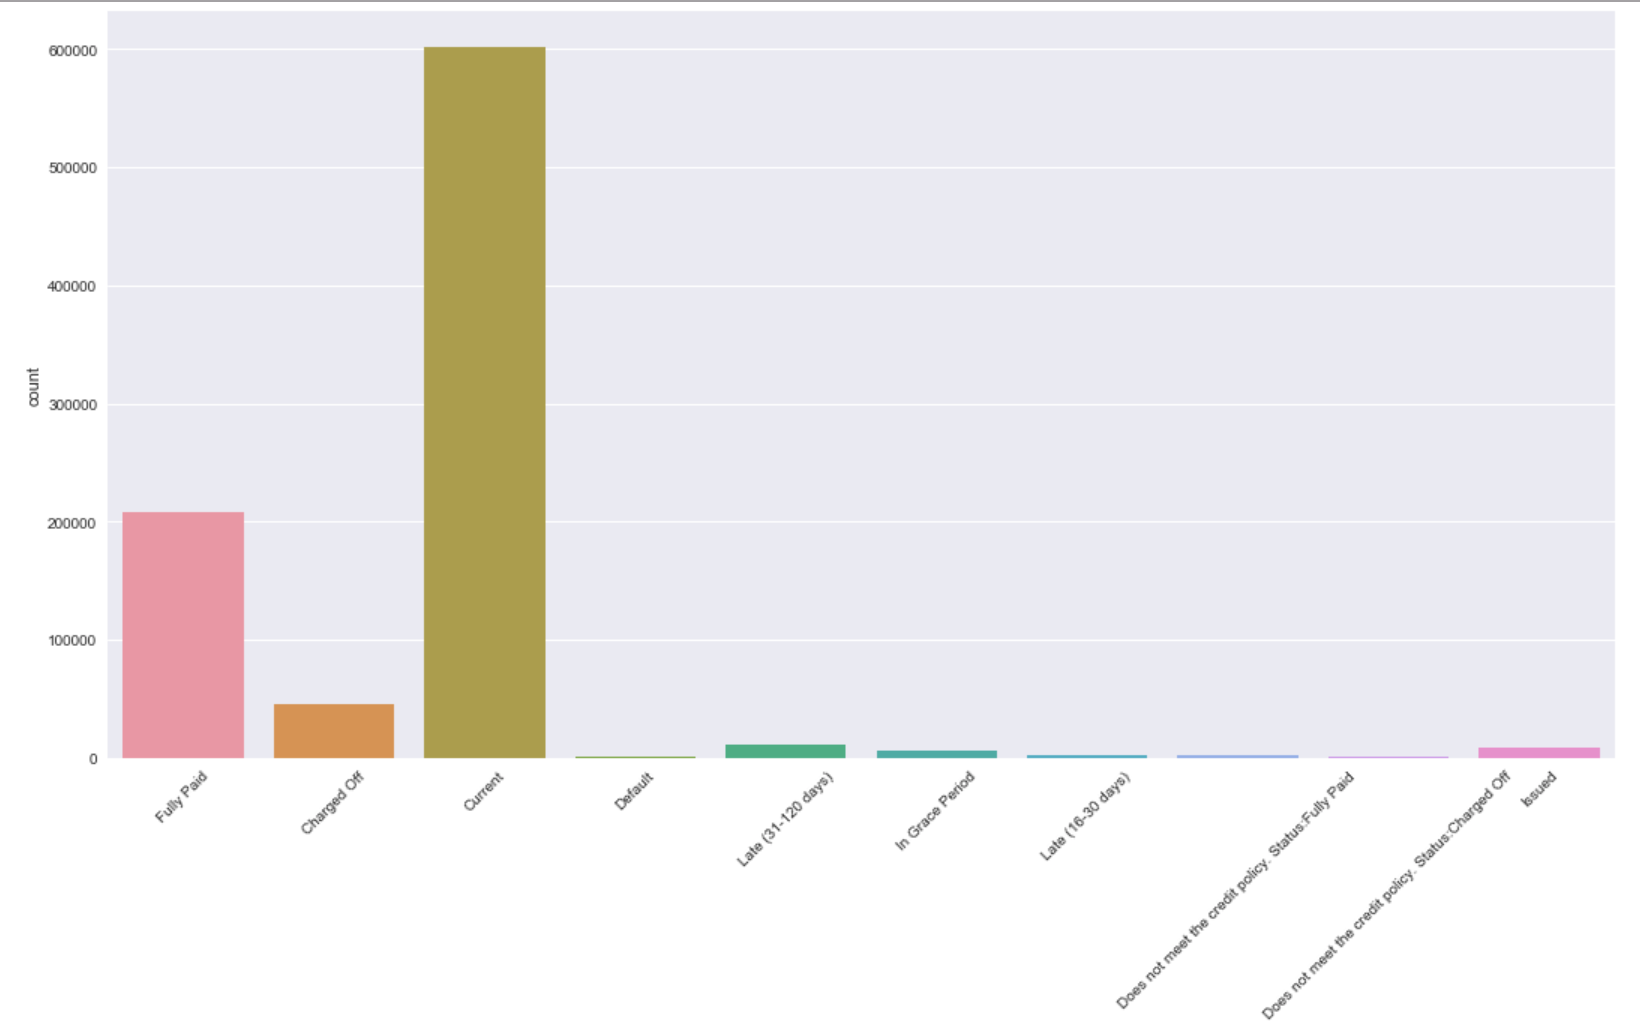 600000
500000
400000
300000
200000
100000
0
count
Fully Paid
Charged Off
Current
Default
Late (31-120 days)
In Grace Period
Late (16-30 days)
Does not meet the credit policy. Status:Fully Paid
Does not meet the credit policy. Status:Charged Off
Issued